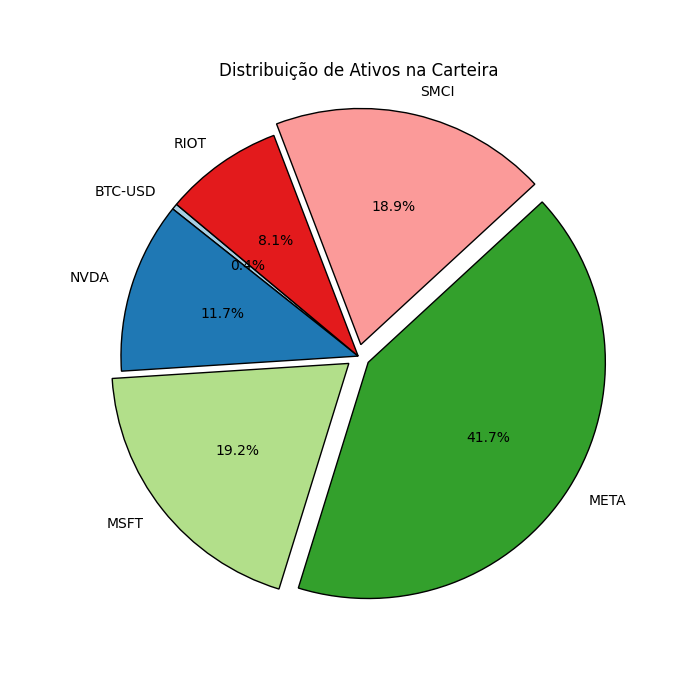 Distribuição de Ativos na Carteira
SMCI
18.9%
RIOT
8.1%
BTC-USD
0.4%
NVDA
11.7%
MSFT
19.2%
META
41.7%